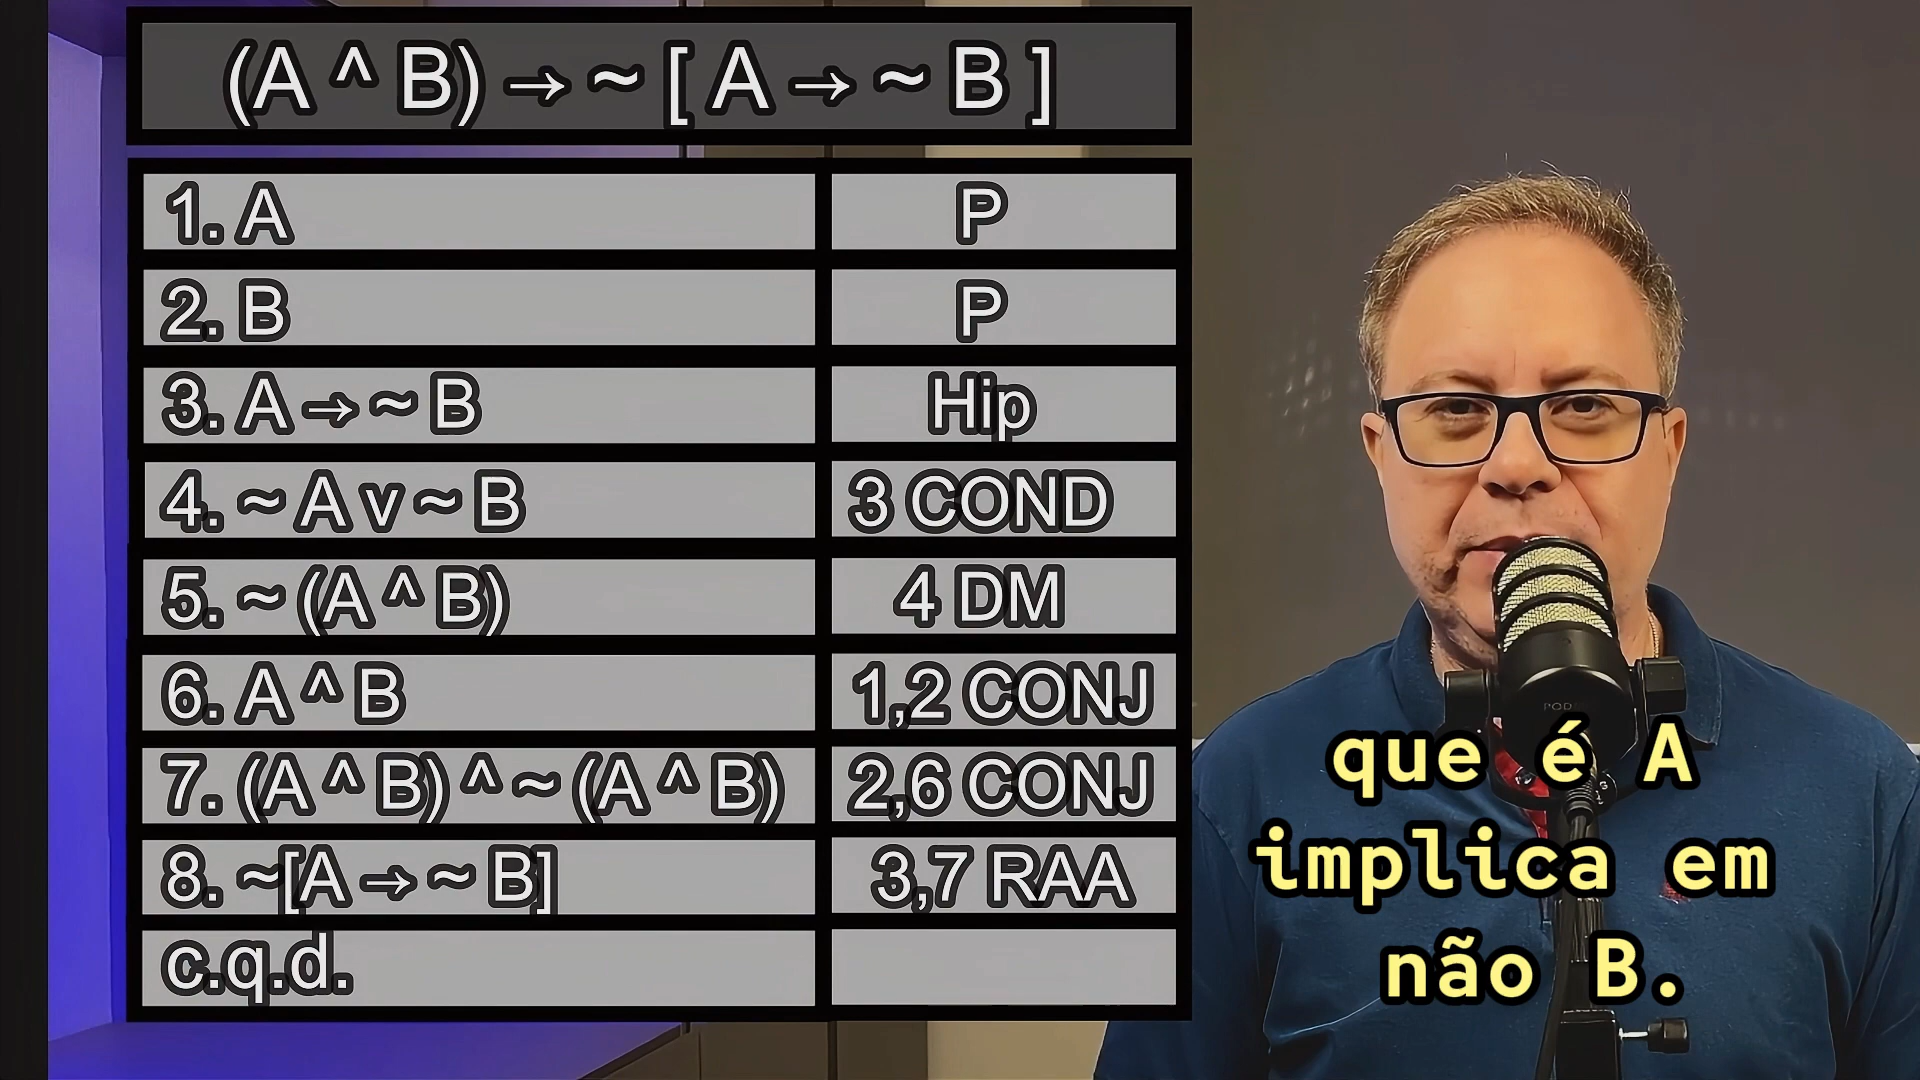 (A ^ B) → ~ [ A → ~ B ]
1. A P
2. B P
3. A → ~ B Hip
4. ~ A v ~ B 3 COND
5. ~ (A ^ B) 4 DM
6. A ^ B 1,2 CONJ
7. (A ^ B) ^ ~ (A ^ B) 2,6 CONJ
8. ~[A → ~ B] 3,7 RAA
c.q.d.
POD
que é A
implica em
não B.